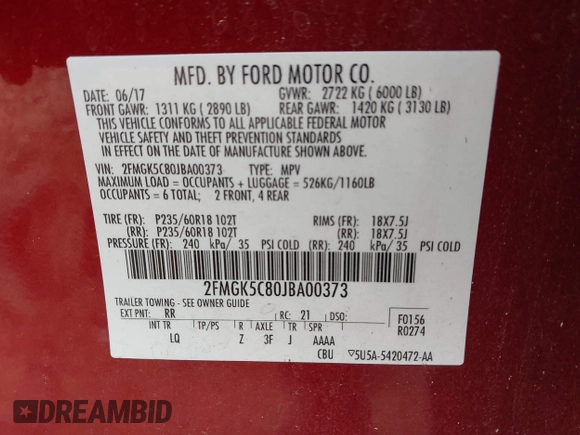 MFD. BY FORD MOTOR CO.
DATE: 06/17 GVWR: 2722 KG ( 6000 LB)
FRONT GAWR: 1311 KG ( 2890 LB) REAR GAWR: 1420 KG ( 3130 LB)
THIS VEHICLE CONFORMS TO ALL APPLICABLE FEDERAL MOTOR
VEHICLE SAFETY AND THEFT PREVENTION STANDARDS
IN EFFECT ON THE DATE OF MANUFACTURE SHOWN ABOVE.
VIN: 2FMGK5C80JBA00373 TYPE: MPV
MAXIMUM LOAD = OCCUPANTS + LUGGAGE = 526KG/1160LB
OCCUPANTS = 6 TOTAL; 2 FRONT, 4 REAR
TIRE (FR): P235/60R18 102T RIMS (FR): 18X7.5J
(RR): P235/60R18 102T (RR): 18X7.5J
PRESSURE (FR): 240 kPa/ 35 PSI COLD (RR): 240 kPa/ 35 PSI COLD
2FMGK5C80JBA00373
TRAILER TOWING - SEE OWNER GUIDE
EXT PNT: RR RC: 21 DSO: F0156
INT TR TP/PS R AXLE TR SPR R0274
LQ Z 3F J AAAA
CBU ▽5U5A-5420472-AA
DREAMBID